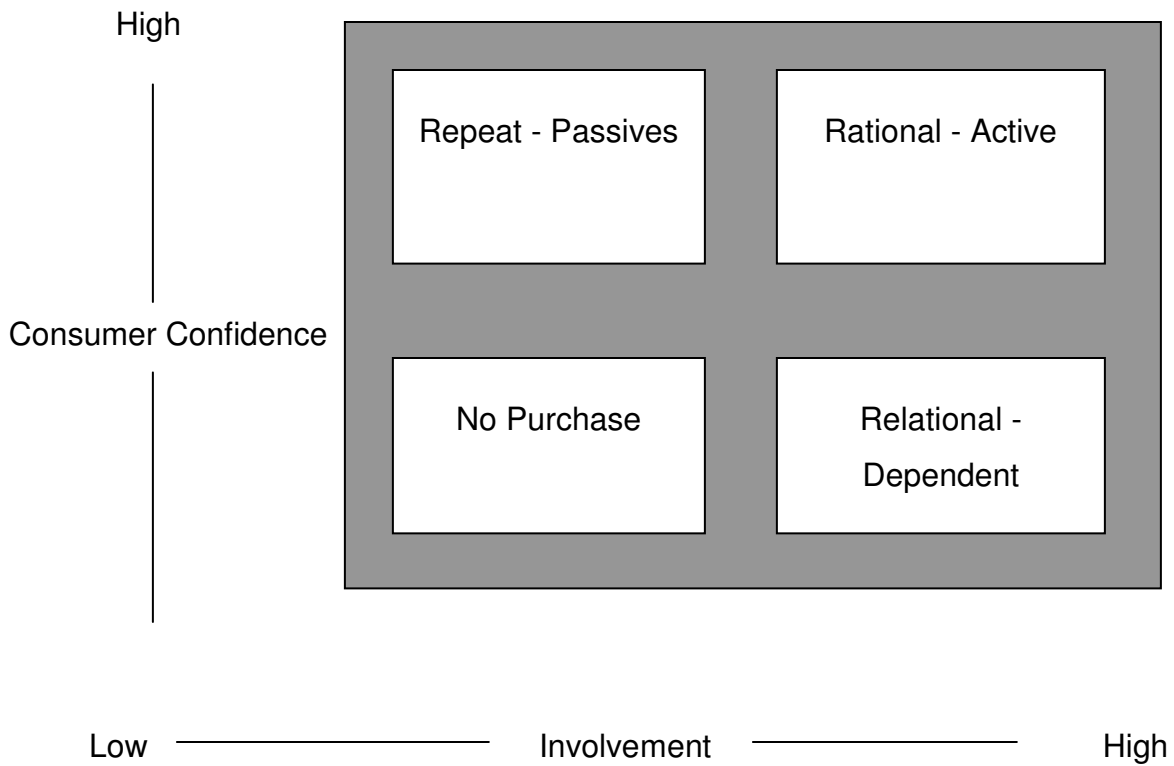 High
Repeat - Passives
Rational - Active
Consumer Confidence
No Purchase
Relational -
Dependent
Low
Involvement
High